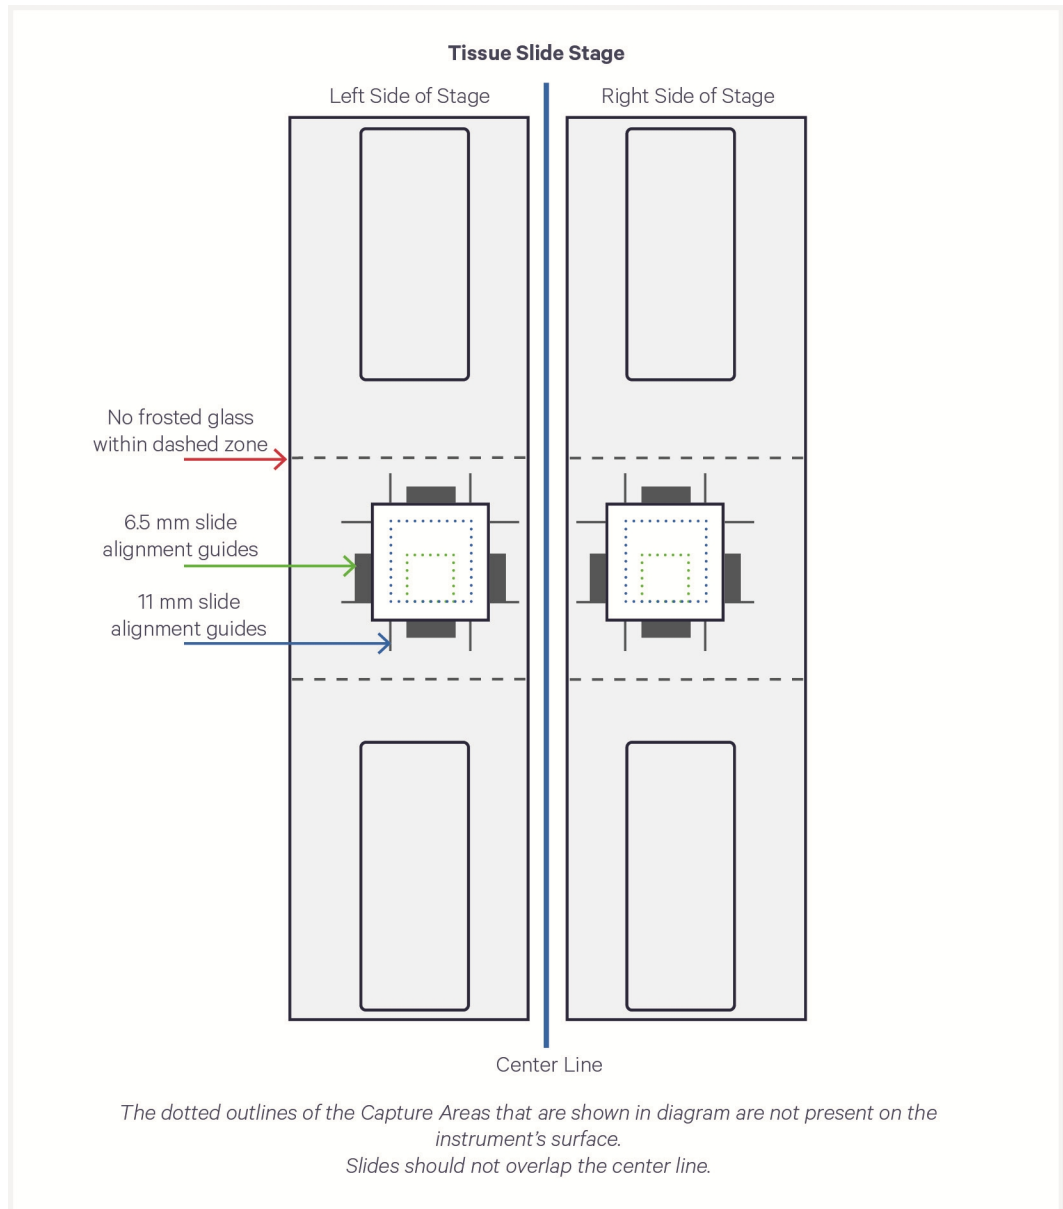 Tissue Slide Stage
Left Side of Stage
Right Side of Stage
No frosted glass
within dashed zone
6.5 mm slide
alignment guides
11 mm slide
alignment guides
Center Line
The dotted outlines of the Capture Areas that are shown in diagram are not present on the
instrument’s surface.
Slides should not overlap the center line.